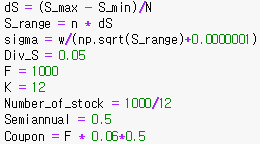 dS = (S_max - S_min)/N
S_range = n * dS
sigma = w/(np.sqrt(S_range)+0.0000001)
Div_S = 0.05
F = 1000
K = 12
Number_of_stock = 1000/12
Semiannual = 0.5
Coupon = F * 0.06*0.5